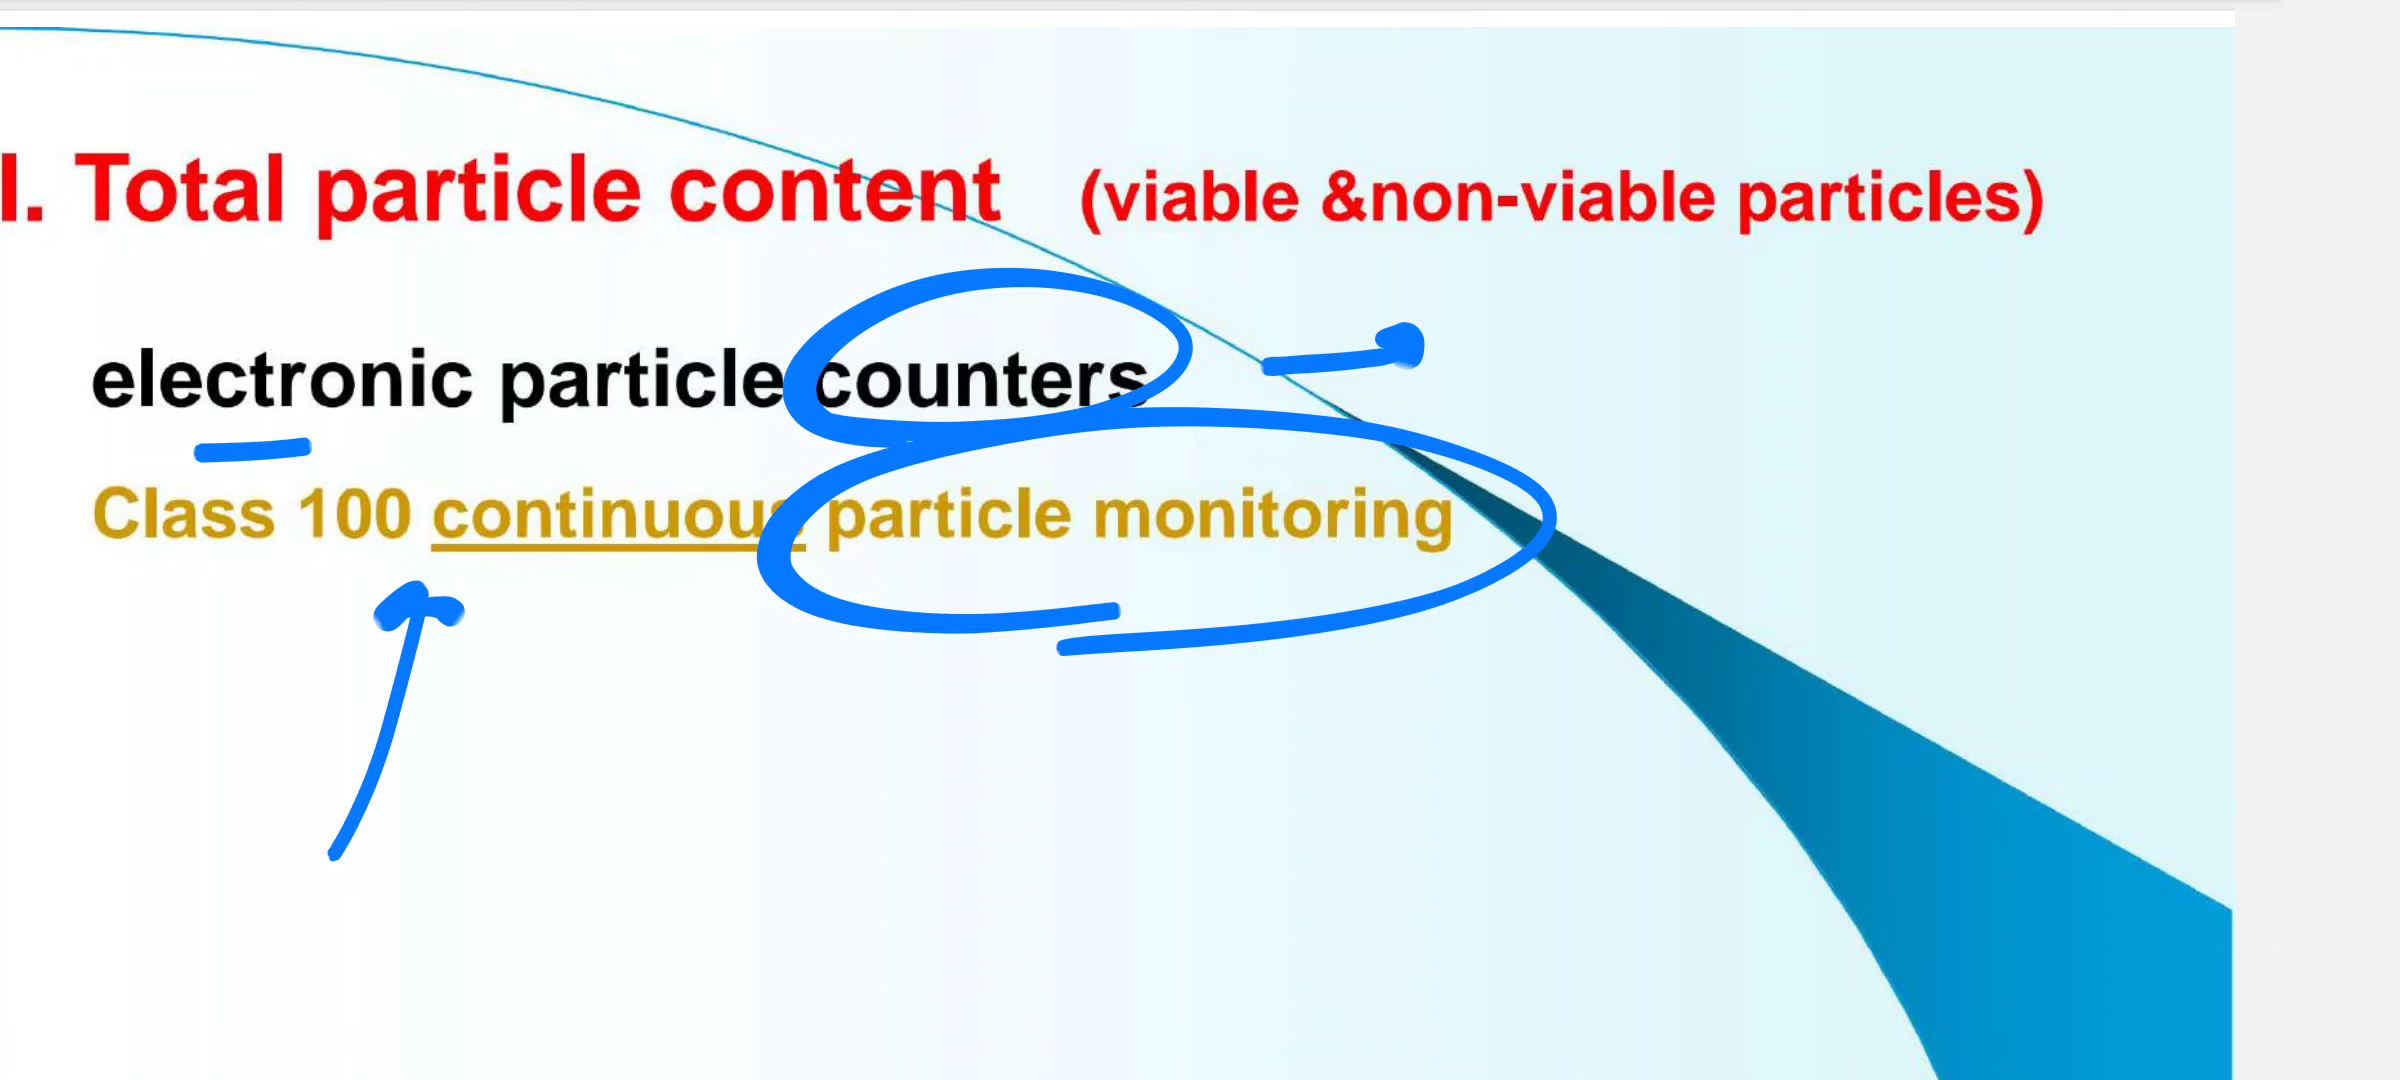 I. Total particle content (viable &non-viable particles)
electronic particle counters
Class 100 continuous particle monitoring